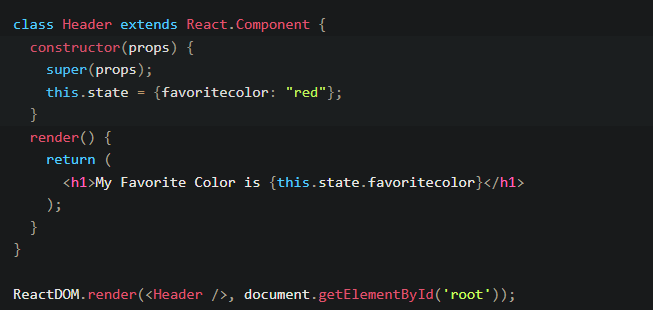 class Header extends React.Component {
  constructor(props) {
    super(props);
    this.state = {favoritecolor: "red"};
  }
  render() {
    return (
      <h1>My Favorite Color is {this.state.favoritecolor}</h1>
    );
  }
}

ReactDOM.render(<Header />, document.getElementById('root'));